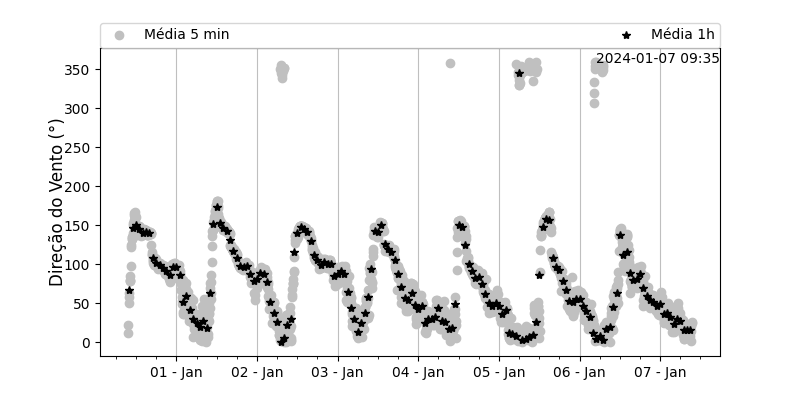 Média 5 min
Média 1h
2024-01-07 09:35
Direção do Vento (°)
350
300
250
200
150
100
50
0
01 - Jan
02 - Jan
03 - Jan
04 - Jan
05 - Jan
06 - Jan
07 - Jan